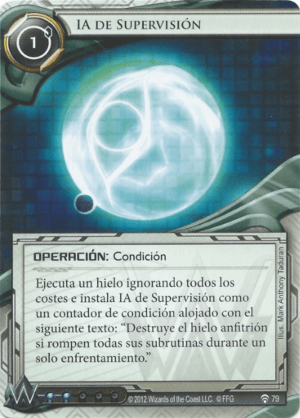 IA de Supervisión
1
OPERACIÓN: Condición
Ejecuta un hielo ignorando todos los
costes e instala IA de Supervisión como
un contador de condición alojado con el
siguiente texto: “Destruye el hielo anfitrión
si rompen todas sus subrutinas durante un
solo enfrentamiento.”
Illus. Mark Anthony Taduran
©2012 Wizards of the Coast LLC. © FFG
79